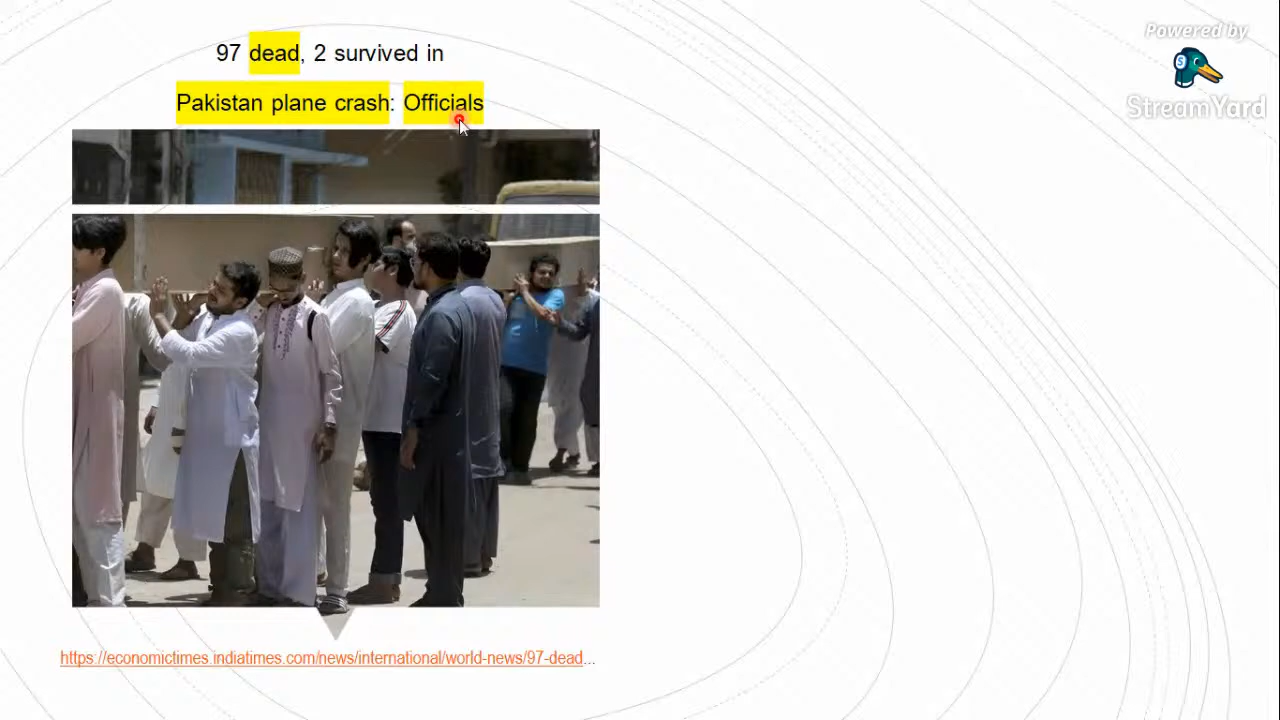 97 dead, 2 survived in
Pakistan plane crash: Officials
Powered by
S
StreamYard
https://economictimes.indiatimes.com/news/international/world-news/97-dead...